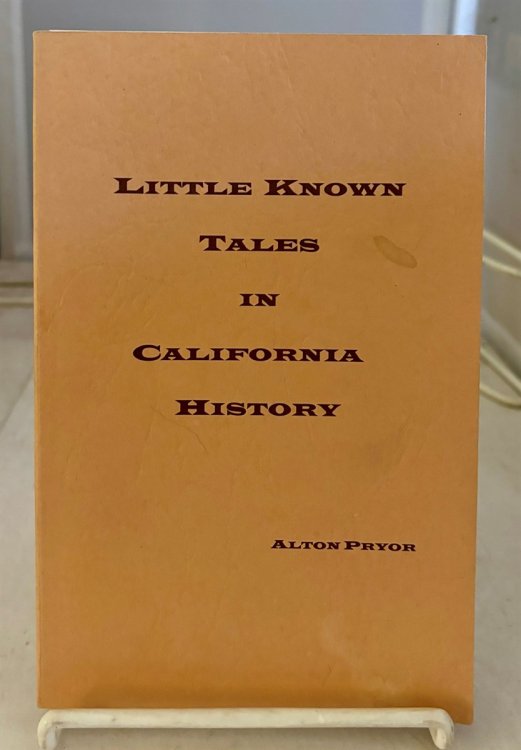 Little Known
Tales
in
California
History
Alton Pryor